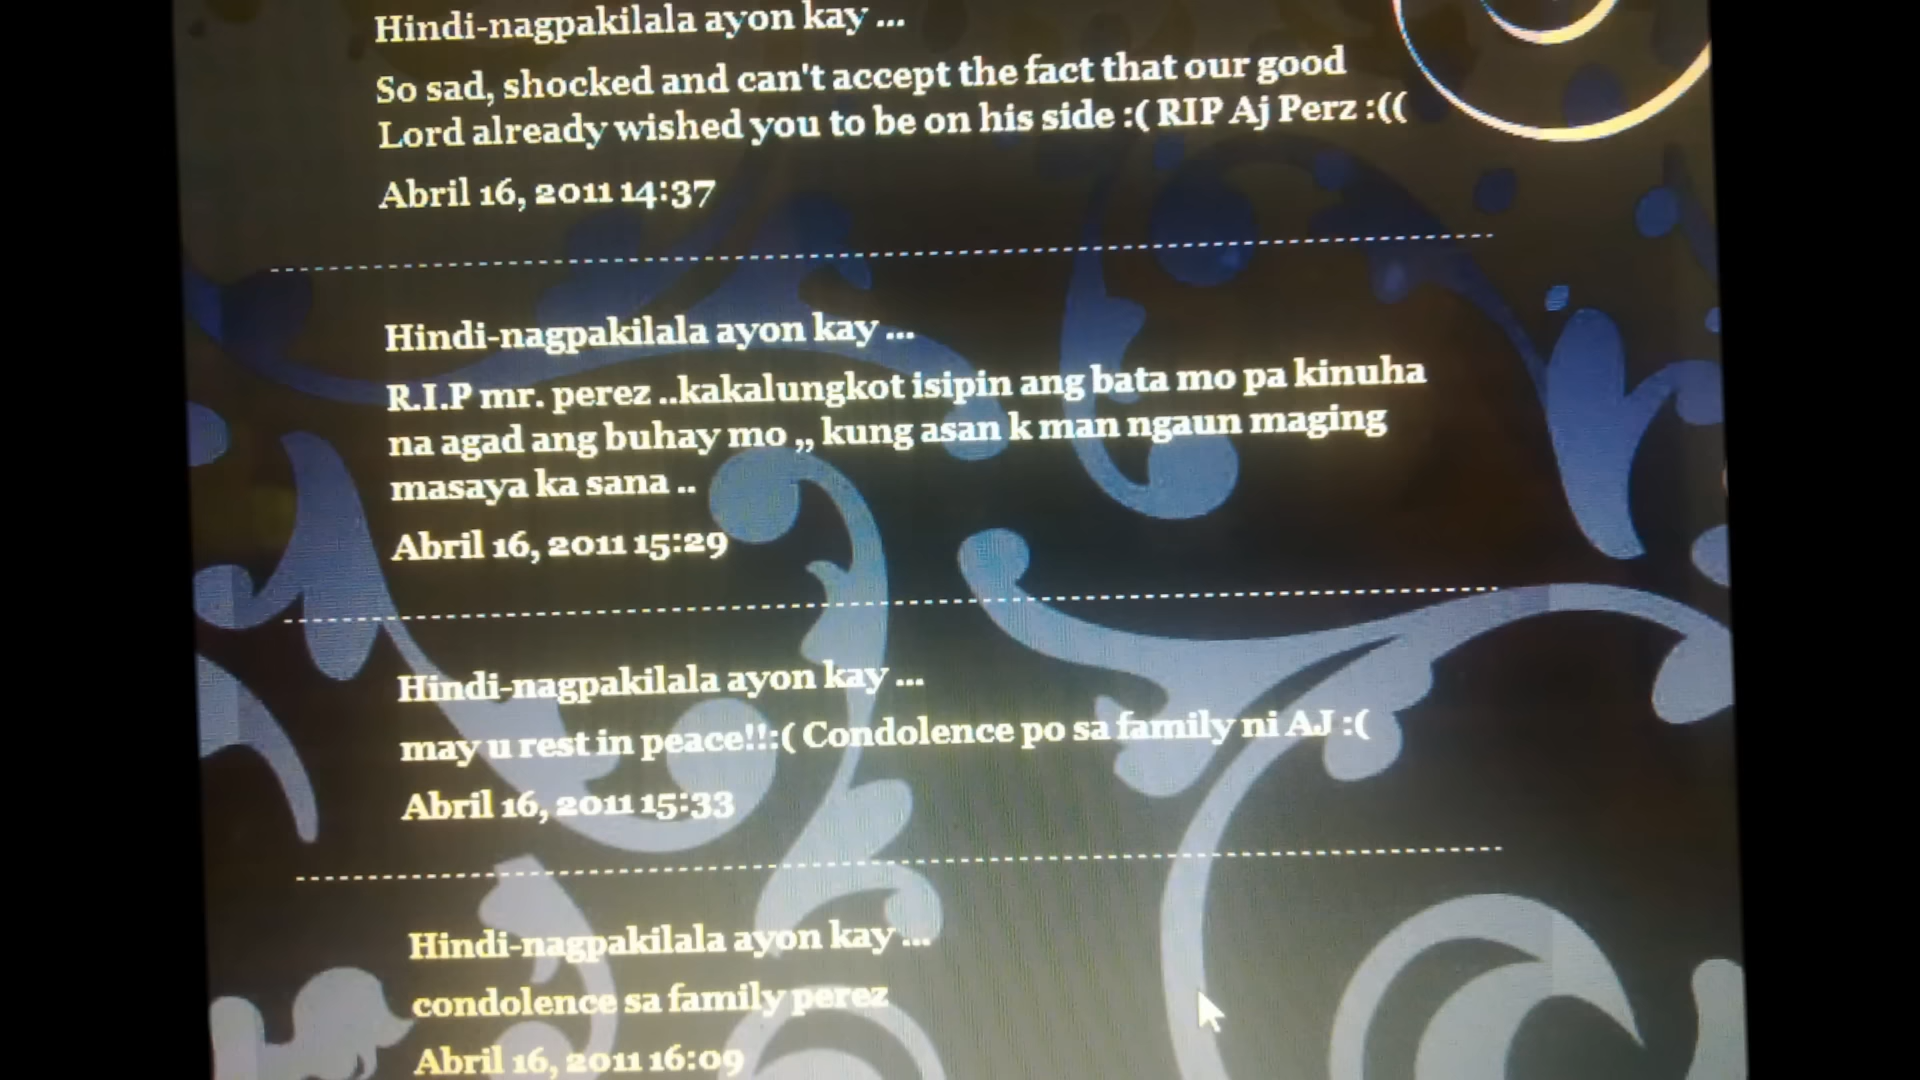 Hindi-nagpakilala ayon kay ...
So sad, shocked and can't accept the fact that our good
Lord already wished you to be on his side :( RIP Aj Perz :((
Abril 16, 2011 14:37
Hindi-nagpakilala ayon kay ...
R.I.P mr. perez ..kakalungkot isipin ang bata mo pa kinuha
na agad ang buhay mo ,, kung asan k man ngaun maging
masaya ka sana ..
Abril 16, 2011 15:29
Hindi-nagpakilala ayon kay ...
may u rest in peace!!:( Condolence po sa family ni AJ :(
Abril 16, 2011 15:33
Hindi-nagpakilala ayon kay ...
condolence sa family perez
Abril 16, 2011 16:09